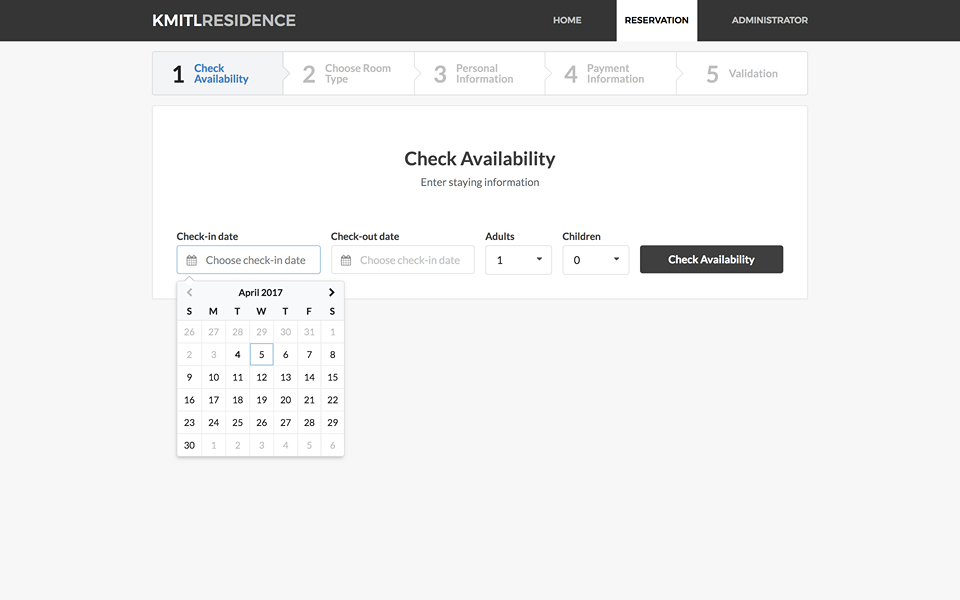 KMITLRESIDENCE HOME RESERVATION ADMINISTRATOR
1 Check Availability
2 Choose Room Type
3 Personal Information
4 Payment Information
5 Validation
Check Availability
Enter staying information
Check-in date Check-out date Adults Children
Choose check-in date Choose check-in date 1 0 Check Availability
April 2017
S M T W T F S
26 27 28 29 30 31 1
2 3 4 5 6 7 8
9 10 11 12 13 14 15
16 17 18 19 20 21 22
23 24 25 26 27 28 29
30 1 2 3 4 5 6